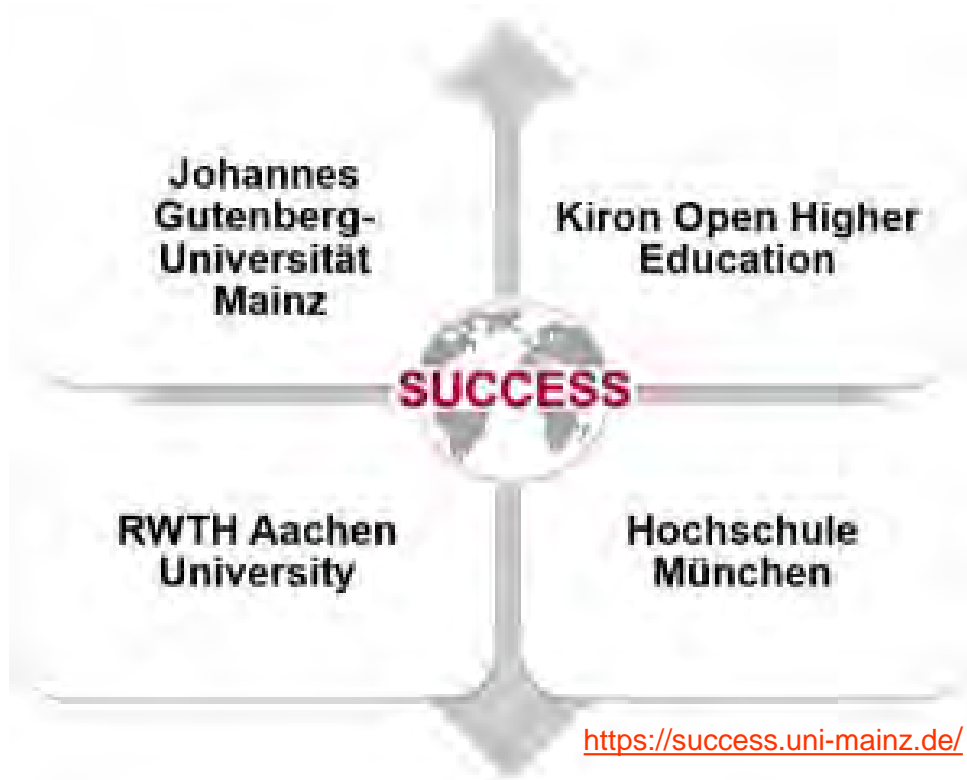 Johannes
Gutenberg-
Universität
Mainz
Kiron Open Higher
Education
SUCCESS
RWTH Aachen
University
Hochschule
München
https://success.uni-mainz.de/